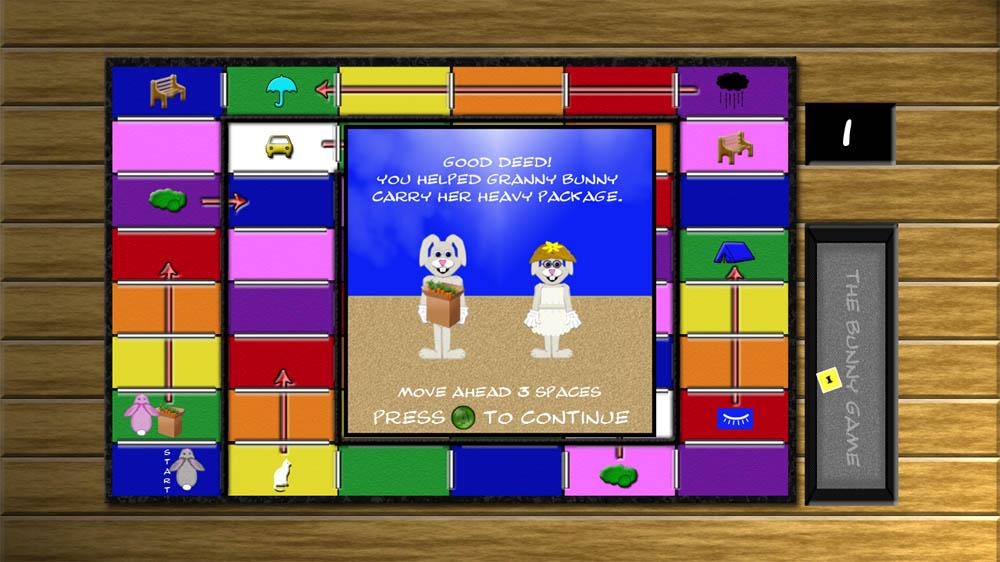 GOOD DEED!
YOU HELPED GRANNY BUNNY
CARRY HER HEAVY PACKAGE.
MOVE AHEAD 3 SPACES
PRESS A TO CONTINUE
START
1
THE BUNNY GAME
1